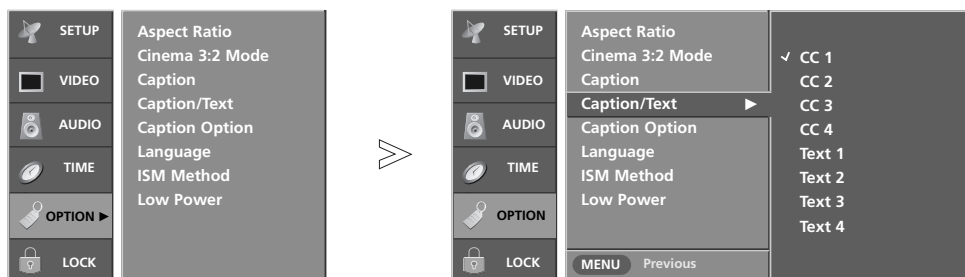 SETUP
VIDEO
AUDIO
TIME
OPTION ►
LOCK
Aspect Ratio
Cinema 3:2 Mode
Caption
Caption/Text
Caption Option
Language
ISM Method
Low Power
SETUP
VIDEO
AUDIO
TIME
OPTION
LOCK
Aspect Ratio
Cinema 3:2 Mode
Caption
Caption/Text ►
Caption Option
Language
ISM Method
Low Power
MENU Previous
✓ CC 1
CC 2
CC 3
CC 4
Text 1
Text 2
Text 3
Text 4